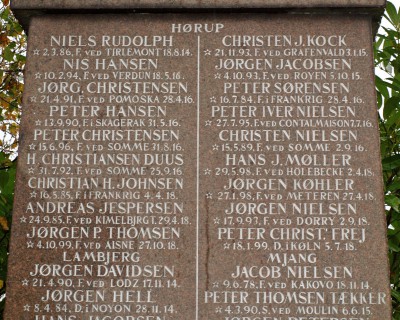 HØRUP
NIELS RUDOLPH
☆ 2.3.86, F. VED TIRLEMONT 18.8.14.
NIS HANSEN
☆ 10.2.94, F. VED VERDUN 18.5.16.
JØRG. CHRISTENSEN
☆ 21.4.91, F. VED POMOSKA 28.4.16.
PETER HANSEN
☆ 13.9.90, F. I SKAGERAK 31.5.16.
PETER CHRISTENSEN
☆ 15.6.96, F. VED SOMME 31.8.16.
H. CHRISTIANSEN DUUS
☆ 31.7.92, F. VED SOMME 25.9.16
CHRISTIAN H. JOHNSEN
☆ 16.5.85, F. I FRANKRIG 4.4.18.
ANDREAS JESPERSEN
☆ 24.9.85, F. VED KIMELBJRGT. 29.4.18.
JØRGEN P. THOMSEN
☆ 4.10.99, F. VED AISNE 27.10.18.
LAMBJERG
JØRGEN DAVIDSEN
☆ 21.4.90, F. VED LODZ 17.11.14.
JØRGEN HELL
☆ 8.4.84, D. I NOYON 28.11.14.
HANS JACOBSEN
CHRISTEN J. KOCK
☆ 21.11.93, F. VED GRAFENVALD 3.1.15.
JØRGEN JACOBSEN
☆ 4.10.93, F. VED ROYEN 5.10.15.
PETER SØRENSEN
☆ 16.7.84, F. I FRANKRIG 28.4.16.
PETER IVER NIELSEN
☆ 27.7.95, F. VED CONTALMAISON 7.7.16
CHRISTEN NIELSEN
☆ 15.5.89, F. VED SOMME 2.9.16.
HANS J. MØLLER
☆ 29.5.98, F. VED HOLEBECKE 2.4.18.
JØRGEN KØHLER
☆ 27.1.98, F. VED METEREN 27.4.18.
JØRGEN NIELSEN
☆ 17.9.93, F. VED DORRY 2.9.18.
PETER CHRIST. FREJ
☆ 18.1.99, D. I KØLN 5.7.18.
MJANG
JACOB NIELSEN
☆ 9.6.78, F. VED KAKOVO 18.11.14.
PETER THOMSEN TÆKKER
☆ 4.3.90, S. VED MOULIN 6.6.15.
JØRGEN PETERSEN